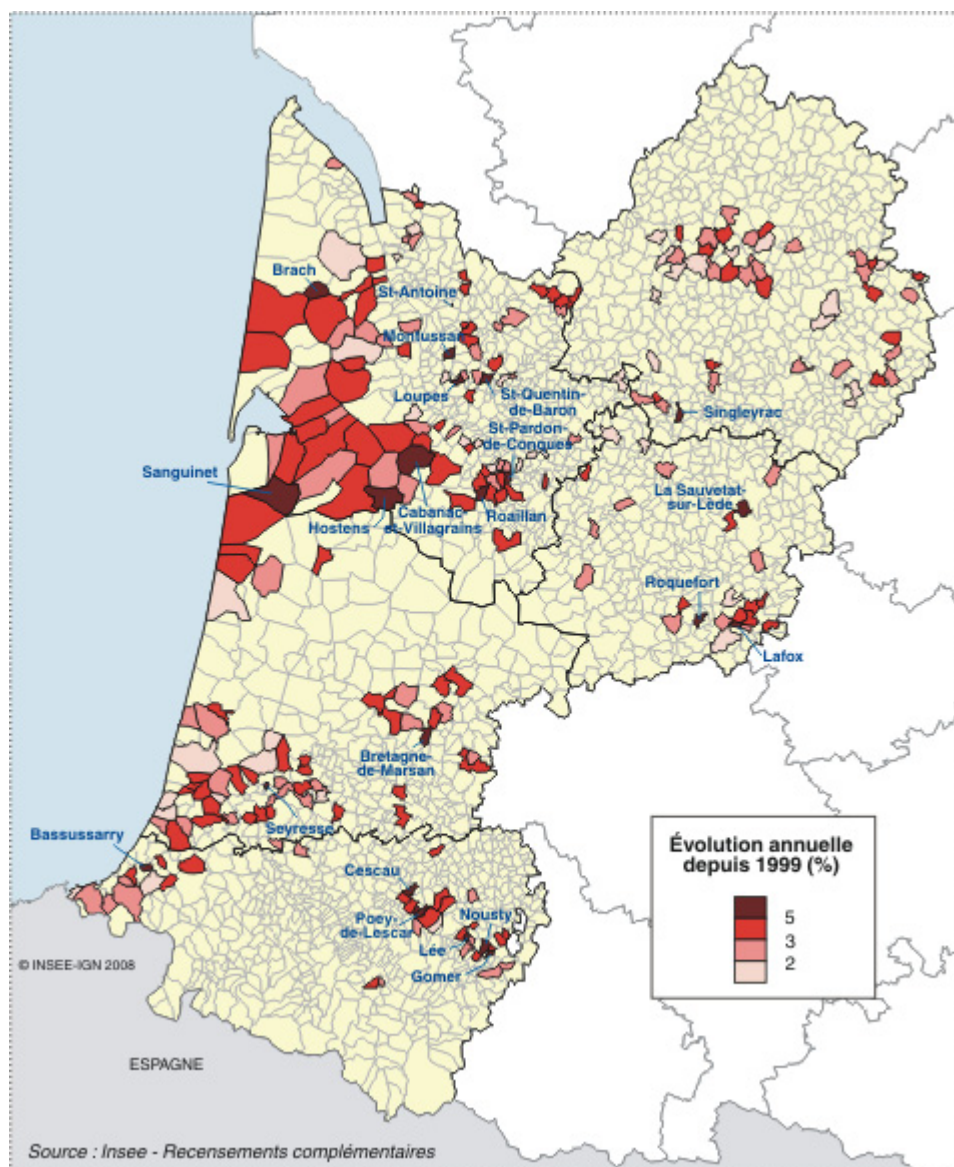 Brach
St-Antoine
Montussan
Loupes
St-Quentin-
de-Baron
St-Pardon-
de-Conques
Singleyrac
Sanguinet
Cabanac-
et-Villagrains
Hostens
Roaillan
La Sauvetat-
sur-Lède
Roquefort
Lafox
Bretagne-
de-Marsan
Seyresse
Bassussarry
Cescau
Poey-
de-Lescar
Nousty
Lée
Gomer
Évolution annuelle
depuis 1999 (%)
5
3
2
© INSEE-IGN 2008
ESPAGNE
Source : Insee - Recensements complémentaires